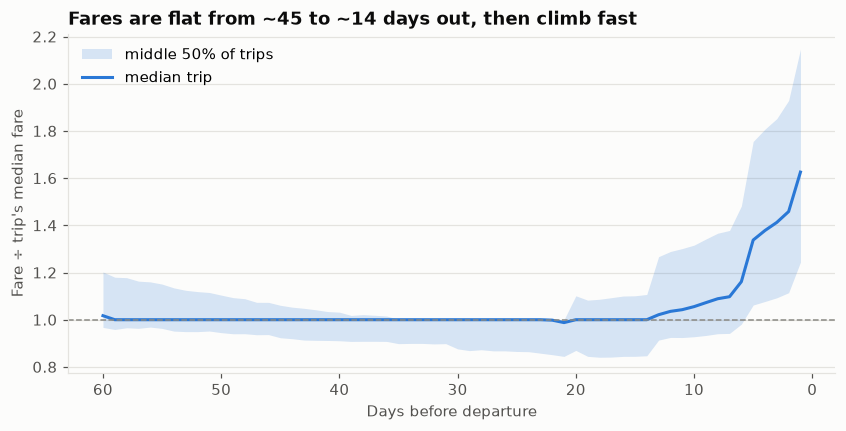 Fares are flat from ~45 to ~14 days out, then climb fast
middle 50% of trips
median trip
Fare ÷ trip's median fare
2.2
2.0
1.8
1.6
1.4
1.2
1.0
0.8
60 50 40 30 20 10 0
Days before departure